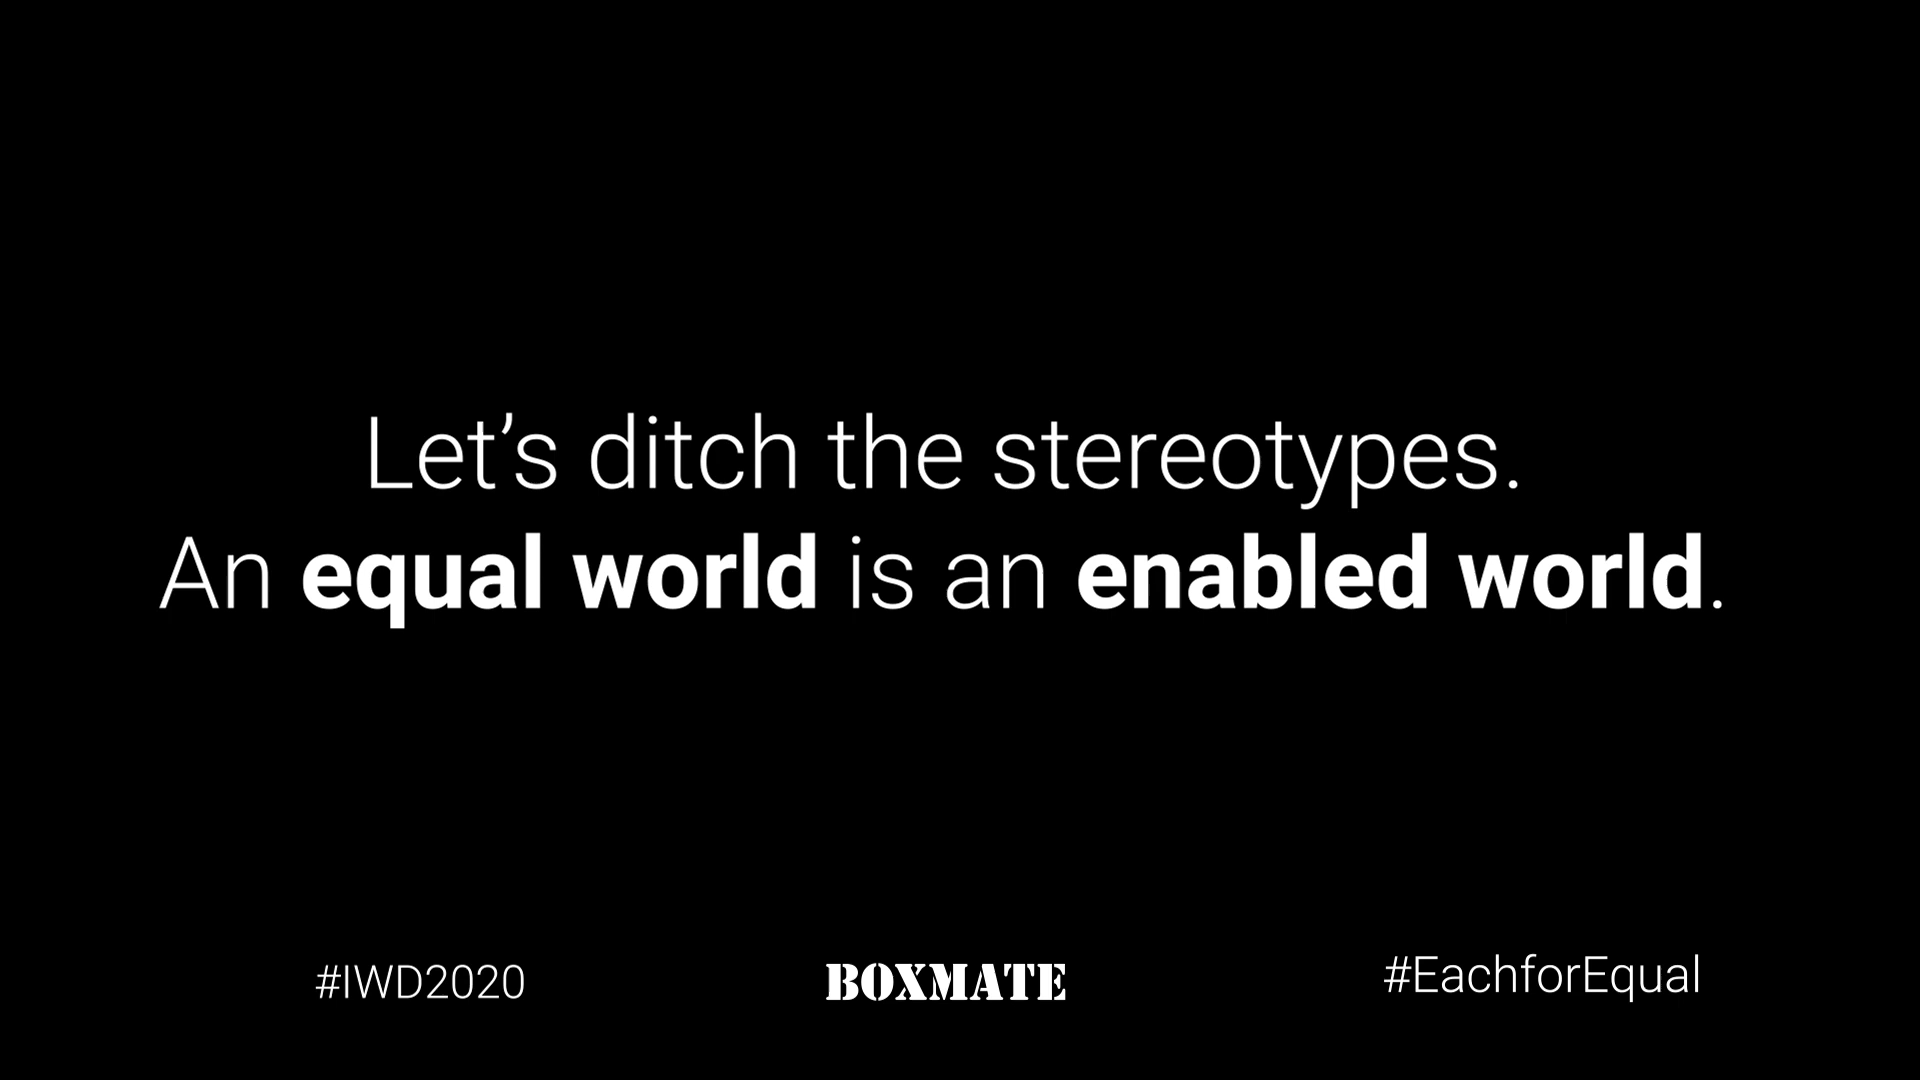 Let’s ditch the stereotypes.
An equal world is an enabled world.
#IWD2020
BOXMATE
#EachforEqual